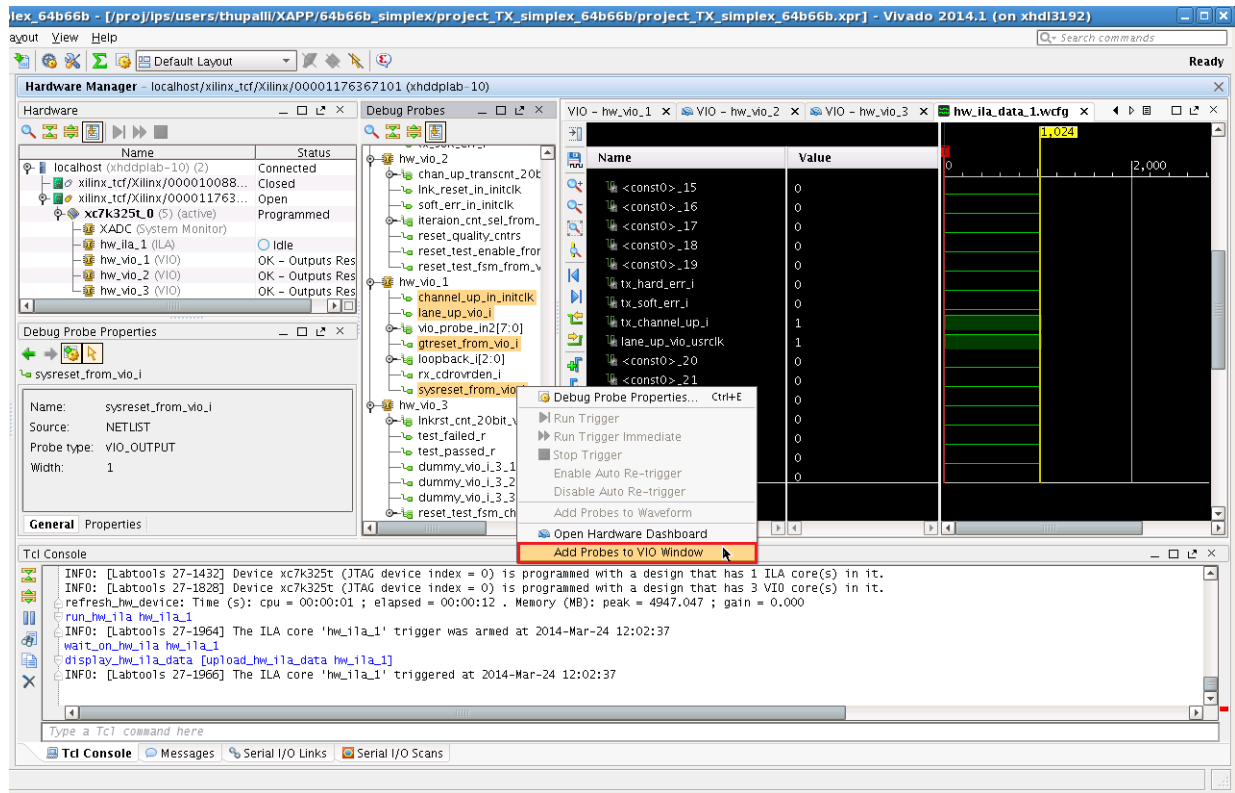 lex_64b66b - [/proj/ips/users/thupalli/XAPP/64b66b_simplex/project_TX_simplex_64b66b/project_TX_simplex_64b66b.xpr] - Vivado 2014.1 (on xhdl3192)
ayout View Help
Search commands
Default Layout
Ready
Hardware Manager - localhost/xilinx_tcf/Xilinx/00001176367101 (xhddplab-10)
Hardware
Name Status
localhost (xhddplab-10) (2) Connected
xilinx_tcf/Xilinx/000010088... Closed
xilinx_tcf/Xilinx/000011763... Open
xc7k325t_0 (5) (active) Programmed
XADC (System Monitor)
hw_ila_1 (ILA) Idle
hw_vio_1 (VIO) OK - Outputs Res
hw_vio_2 (VIO) OK - Outputs Res
hw_vio_3 (VIO) OK - Outputs Res
Debug Probe Properties
sysreset_from_vio_i
Name: sysreset_from_vio_i
Source: NETLIST
Probe type: VIO_OUTPUT
Width: 1
General Properties
Debug Probes
hw_vio_2
chan_up_transcnt_20b
lnk_reset_in_initclk
soft_err_in_initclk
iteraion_cnt_sel_from_
reset_quality_cntrs
reset_test_enable_fror
reset_test_fsm_from_v
hw_vio_1
channel_up_in_initclk
lane_up_vio_i
vio_probe_in2[7:0]
gtreset_from_vio_i
loopback_i[2:0]
rx_cdrovrden_i
sysreset_from_vio
hw_vio_3
lnkrst_cnt_20bit_v
test_failed_r
test_passed_r
dummy_vio_i_3_1
dummy_vio_i_3_2
dummy_vio_i_3_3
reset_test_fsm_ch
VIO - hw_vio_1 VIO - hw_vio_2 VIO - hw_vio_3 hw_ila_data_1.wcfg
1,024
Name Value
0 2,000
<const0>_15 0
<const0>_16 0
<const0>_17 0
<const0>_18 0
<const0>_19 0
tx_hard_err_i 0
tx_soft_err_i 0
tx_channel_up_i 1
lane_up_vio_usrclk 1
<const0>_20 0
<const0>_21 0
0
0
0
0
0
Debug Probe Properties... Ctrl+E
Run Trigger
Run Trigger Immediate
Stop Trigger
Enable Auto Re-trigger
Disable Auto Re-trigger
Add Probes to Waveform
Open Hardware Dashboard
Add Probes to VIO Window
Tcl Console
INFO: [Labtools 27-1432] Device xc7k325t (JTAG device index = 0) is programmed with a design that has 1 ILA core(s) in it.
INFO: [Labtools 27-1828] Device xc7k325t (JTAG device index = 0) is programmed with a design that has 3 VIO core(s) in it.
refresh_hw_device: Time (s): cpu = 00:00:01 ; elapsed = 00:00:12 . Memory (MB): peak = 4947.047 ; gain = 0.000
run_hw_ila hw_ila_1
INFO: [Labtools 27-1964] The ILA core 'hw_ila_1' trigger was armed at 2014-Mar-24 12:02:37
wait_on_hw_ila hw_ila_1
display_hw_ila_data [upload_hw_ila_data hw_ila_1]
INFO: [Labtools 27-1966] The ILA core 'hw_ila_1' triggered at 2014-Mar-24 12:02:37
Type a Tcl command here
Tcl Console Messages Serial I/O Links Serial I/O Scans